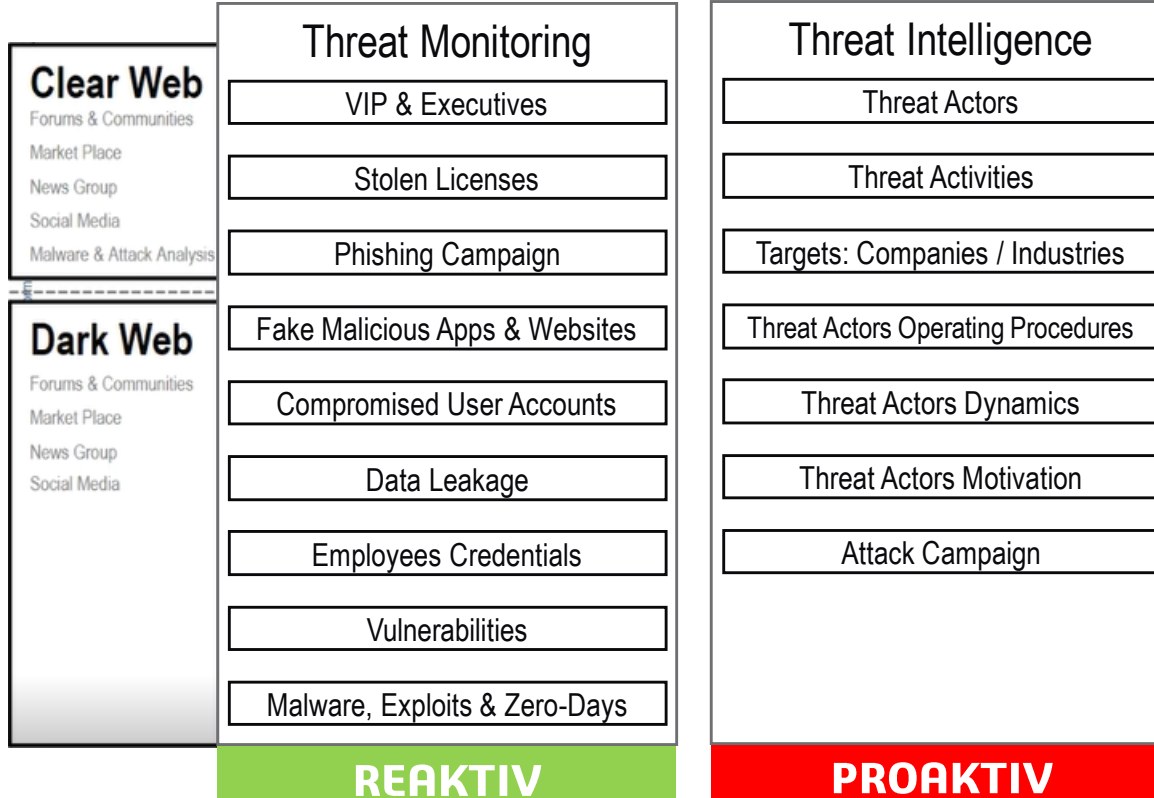 Clear Web
Forums & Communities
Market Place
News Group
Social Media
Malware & Attack Analysis
Dark Web
Forums & Communities
Market Place
News Group
Social Media
Threat Monitoring
VIP & Executives
Stolen Licenses
Phishing Campaign
Fake Malicious Apps & Websites
Compromised User Accounts
Data Leakage
Employees Credentials
Vulnerabilities
Malware, Exploits & Zero-Days
REAKTIV
Threat Intelligence
Threat Actors
Threat Activities
Targets: Companies / Industries
Threat Actors Operating Procedures
Threat Actors Dynamics
Threat Actors Motivation
Attack Campaign
PROAKTIV